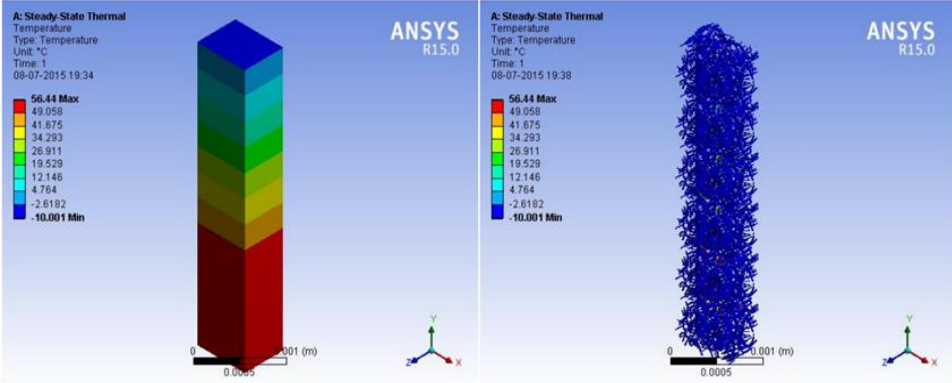 A: Steady-State Thermal
Temperature
Type: Temperature
Unit: °C
Time: 1
08-07-2015 19:34
56.44 Max
49.058
41.675
34.293
26.911
19.529
12.146
4.764
-2.6182
-10.001 Min
ANSYS
R15.0
0
0.001 (m)
0.0005
Y
Z
X
A: Steady-State Thermal
Temperature
Type: Temperature
Unit: °C
Time: 1
08-07-2015 19:38
56.44 Max
49.058
41.675
34.293
26.911
19.529
12.146
4.764
-2.6182
-10.001 Min
ANSYS
R15.0
0
0.001 (m)
0.0005
Y
Z
X